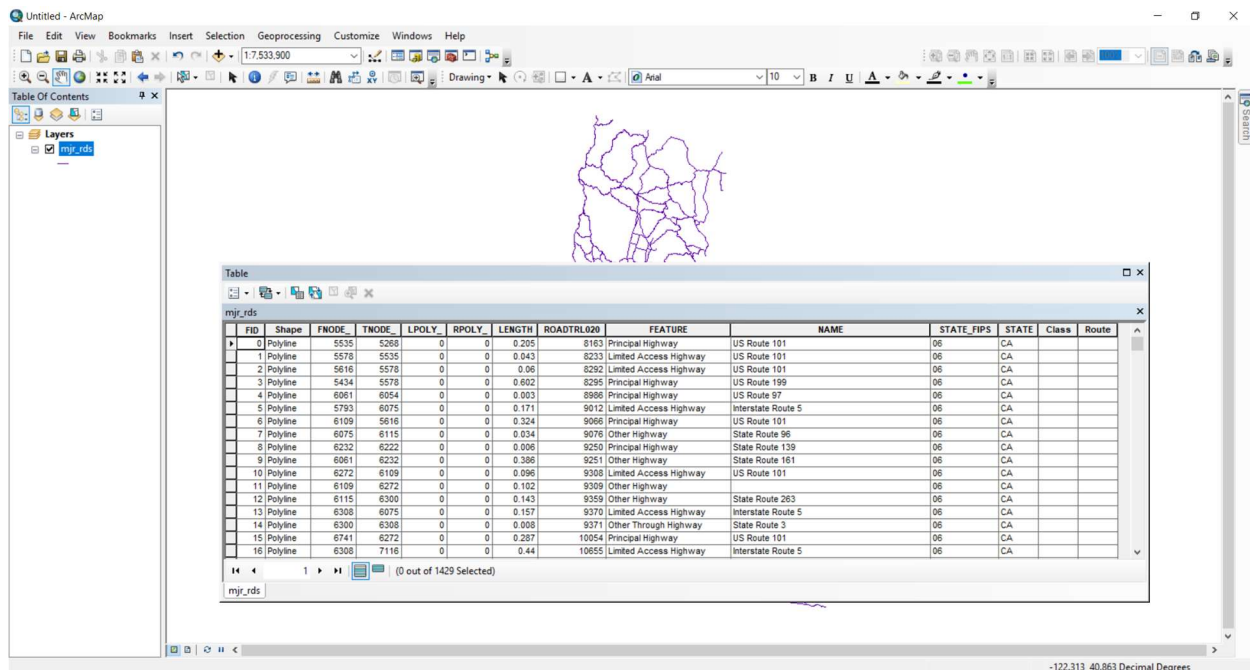 Untitled - ArcMap
File Edit View Bookmarks Insert Selection Geoprocessing Customize Windows Help
1:7,533,900
Drawing Arial 10 B I U A
Table Of Contents
Layers
mjr_rds
Search
Table
mjr_rds
FID Shape FNODE_ TNODE_ LPOLY_ RPOLY_ LENGTH ROADTRL020 FEATURE NAME STATE_FIPS STATE Class Route
0 Polyline 5535 5268 0 0 0.205 8163 Principal Highway US Route 101 06 CA
1 Polyline 5578 5535 0 0 0.043 8233 Limited Access Highway US Route 101 06 CA
2 Polyline 5616 5578 0 0 0.06 8292 Limited Access Highway US Route 101 06 CA
3 Polyline 5434 5578 0 0 0.602 8295 Principal Highway US Route 199 06 CA
4 Polyline 6061 6054 0 0 0.003 8986 Principal Highway US Route 97 06 CA
5 Polyline 5793 6075 0 0 0.171 9012 Limited Access Highway Interstate Route 5 06 CA
6 Polyline 6109 5616 0 0 0.324 9066 Principal Highway US Route 101 06 CA
7 Polyline 6075 6115 0 0 0.034 9076 Other Highway State Route 96 06 CA
8 Polyline 6232 6222 0 0 0.006 9250 Principal Highway State Route 139 06 CA
9 Polyline 6061 6232 0 0 0.386 9251 Other Highway State Route 161 06 CA
10 Polyline 6272 6109 0 0 0.096 9308 Limited Access Highway US Route 101 06 CA
11 Polyline 6109 6272 0 0 0.102 9309 Other Highway 06 CA
12 Polyline 6115 6300 0 0 0.143 9359 Other Highway State Route 263 06 CA
13 Polyline 6308 6075 0 0 0.157 9370 Limited Access Highway Interstate Route 5 06 CA
14 Polyline 6300 6308 0 0 0.008 9371 Other Through Highway State Route 3 06 CA
15 Polyline 6741 6272 0 0 0.287 10054 Principal Highway US Route 101 06 CA
16 Polyline 6308 7116 0 0 0.44 10655 Limited Access Highway Interstate Route 5 06 CA
1 (0 out of 1429 Selected)
mjr_rds
-122.313 40.863 Decimal Degrees